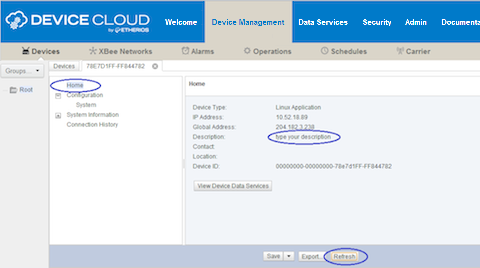 DEVICE CLOUD
by ETHERIOS
Welcome Device Management Data Services Security Admin Documenta
Devices XBee Networks Alarms Operations Schedules Carrier
Groups...
Devices 78E7D1FF-FF844782
Root
Home
Configuration
System
System Information
Connection History
Home
Device Type: Linux Application
IP Address: 10.52.18.89
Global Address: 204.182.3.238
Description: type your description
Contact:
Location:
Device ID: 00000000-00000000-78e7d1FF-FF844782
View Device Data Services
Save Export.. Refresh